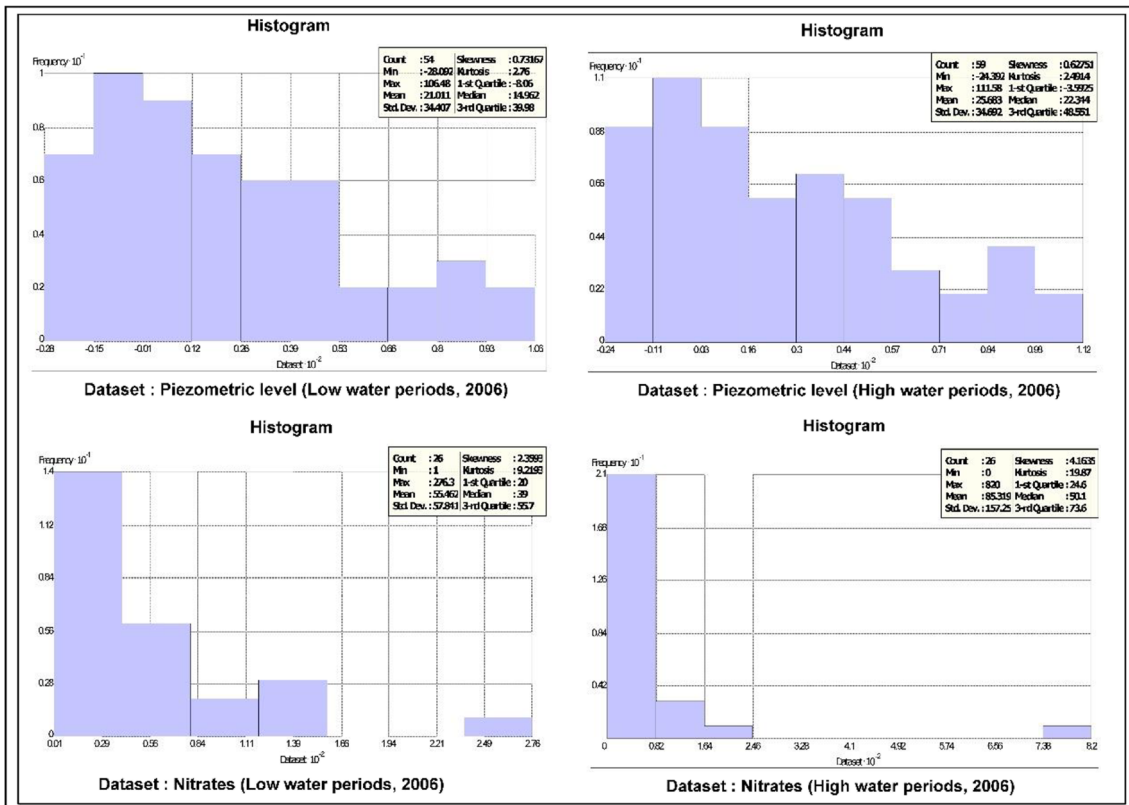 Histogram
Frequency · 10⁻¹
Count : 54 Skewness : 0.73167
Min : -28.092 Kurtosis : 2.76
Max : 106.48 1-st Quartile : -8.06
Mean : 21.011 Median : 14.962
Std. Dev. : 34.407 3-rd Quartile : 39.98
1
0.8
0.6
0.4
0.2
0
-0.28 -0.15 -0.01 0.12 0.26 0.39 0.53 0.66 0.8 0.93 1.06
Dataset · 10⁻²
Dataset : Piezometric level (Low water periods, 2006)
Histogram
Frequency · 10⁻¹
Count : 59 Skewness : 0.62751
Min : -24.392 Kurtosis : 2.4914
Max : 111.58 1-st Quartile : -3.5925
Mean : 25.683 Median : 22.344
Std. Dev. : 34.692 3-rd Quartile : 48.551
1.1
0.88
0.66
0.44
0.22
0
-0.24 -0.11 0.03 0.16 0.3 0.44 0.57 0.71 0.84 0.98 1.12
Dataset · 10⁻²
Dataset : Piezometric level (High water periods, 2006)
Histogram
Frequency · 10⁻¹
Count : 26 Skewness : 2.3593
Min : 1 Kurtosis : 9.2193
Max : 276.3 1-st Quartile : 20
Mean : 55.462 Median : 39
Std. Dev. : 57.841 3-rd Quartile : 55.7
1.4
1.12
0.84
0.56
0.28
0
0.01 0.29 0.56 0.84 1.11 1.39 1.66 1.94 2.21 2.49 2.76
Dataset · 10⁻²
Dataset : Nitrates (Low water periods, 2006)
Histogram
Frequency · 10⁻¹
Count : 26 Skewness : 4.1635
Min : 0 Kurtosis : 19.87
Max : 820 1-st Quartile : 24.6
Mean : 85.319 Median : 50.1
Std. Dev. : 157.25 3-rd Quartile : 73.6
2.1
1.68
1.26
0.84
0.42
0 0.82 1.64 2.46 3.28 4.1 4.92 5.74 6.56 7.38 8.2
Dataset · 10⁻²
Dataset : Nitrates (High water periods, 2006)